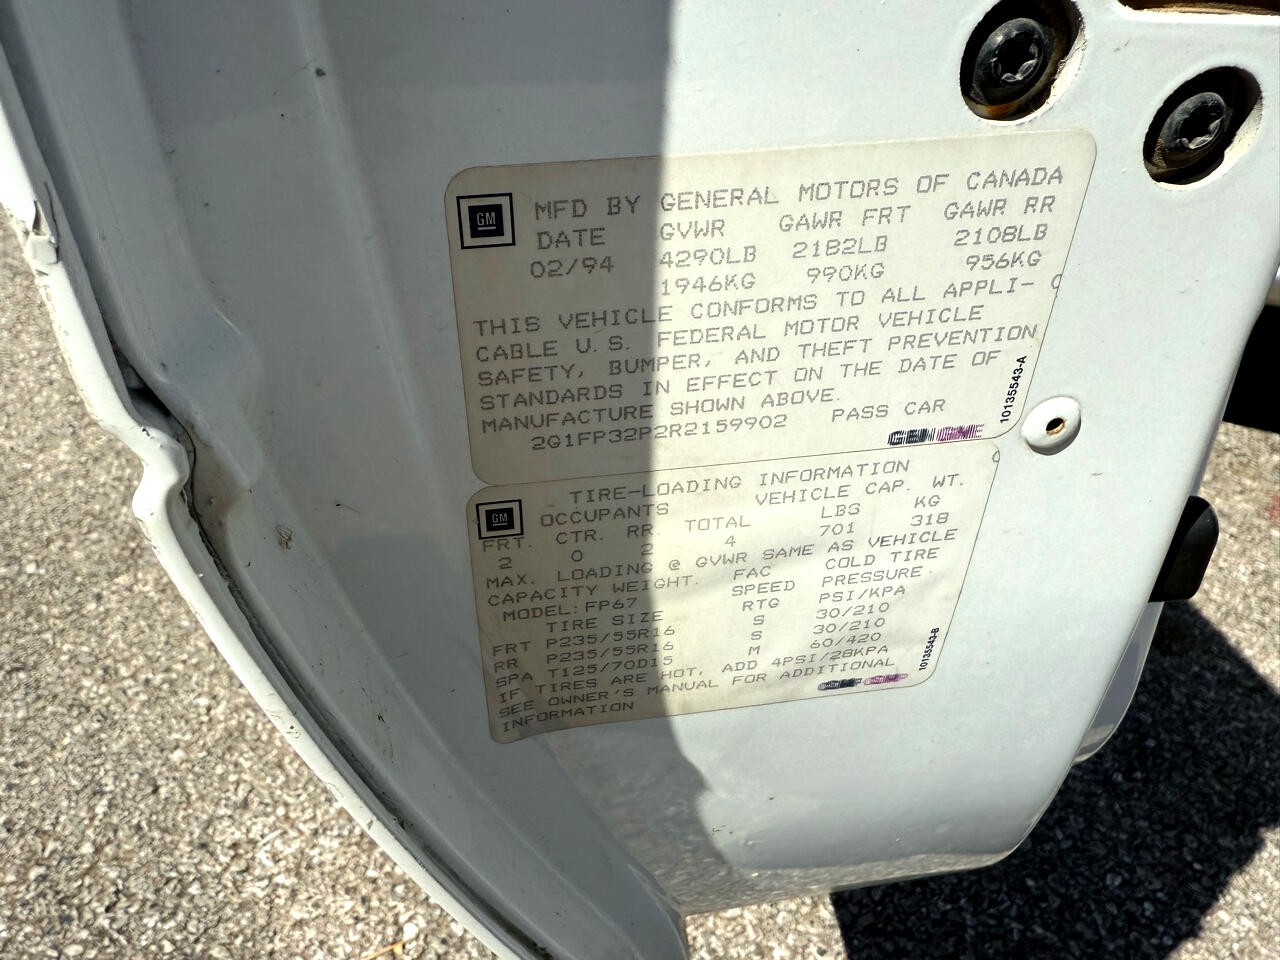 GM
MFD BY GENERAL MOTORS OF CANADA
DATE GVWR GAWR FRT GAWR RR
02/94 4290LB 2182LB 2108LB
1946KG 990KG 956KG
THIS VEHICLE CONFORMS TO ALL APPLI-
CABLE U.S. FEDERAL MOTOR VEHICLE
SAFETY, BUMPER, AND THEFT PREVENTION
STANDARDS IN EFFECT ON THE DATE OF
MANUFACTURE SHOWN ABOVE.
2G1FP32P2R2159902 PASS CAR
10135543-A
GM
TIRE-LOADING INFORMATION
OCCUPANTS VEHICLE CAP. WT.
FRT. CTR. RR. TOTAL LBS KG
2 0 2 4 701 318
MAX. LOADING @ GVWR SAME AS VEHICLE
CAPACITY WEIGHT. FAC COLD TIRE
MODEL:FP67 SPEED PRESSURE
TIRE SIZE RTG PSI/KPA
FRT P235/55R16 S 30/210
RR P235/55R16 S 30/210
SPA T125/70D15 M 60/420
IF TIRES ARE HOT, ADD 4PSI/28KPA
SEE OWNER'S MANUAL FOR ADDITIONAL
INFORMATION
10135543-B